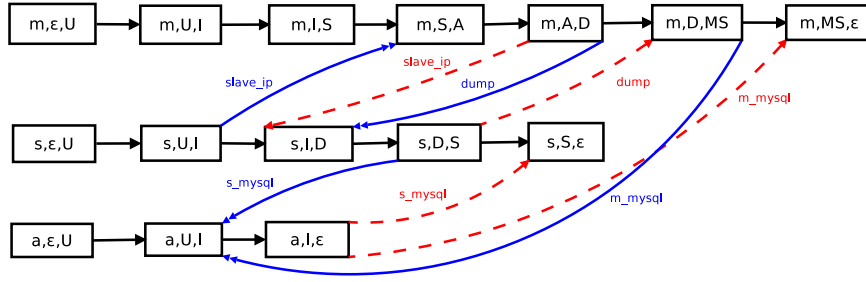 m,ε,U
m,U,I
m,I,S
m,S,A
m,A,D
m,D,MS
m,MS,ε
slave_ip
slave_ip
dump
dump
m_mysql
s,ε,U
s,U,I
s,I,D
s,D,S
s,S,ε
s_mysql
s_mysql
m_mysql
a,ε,U
a,U,I
a,I,ε